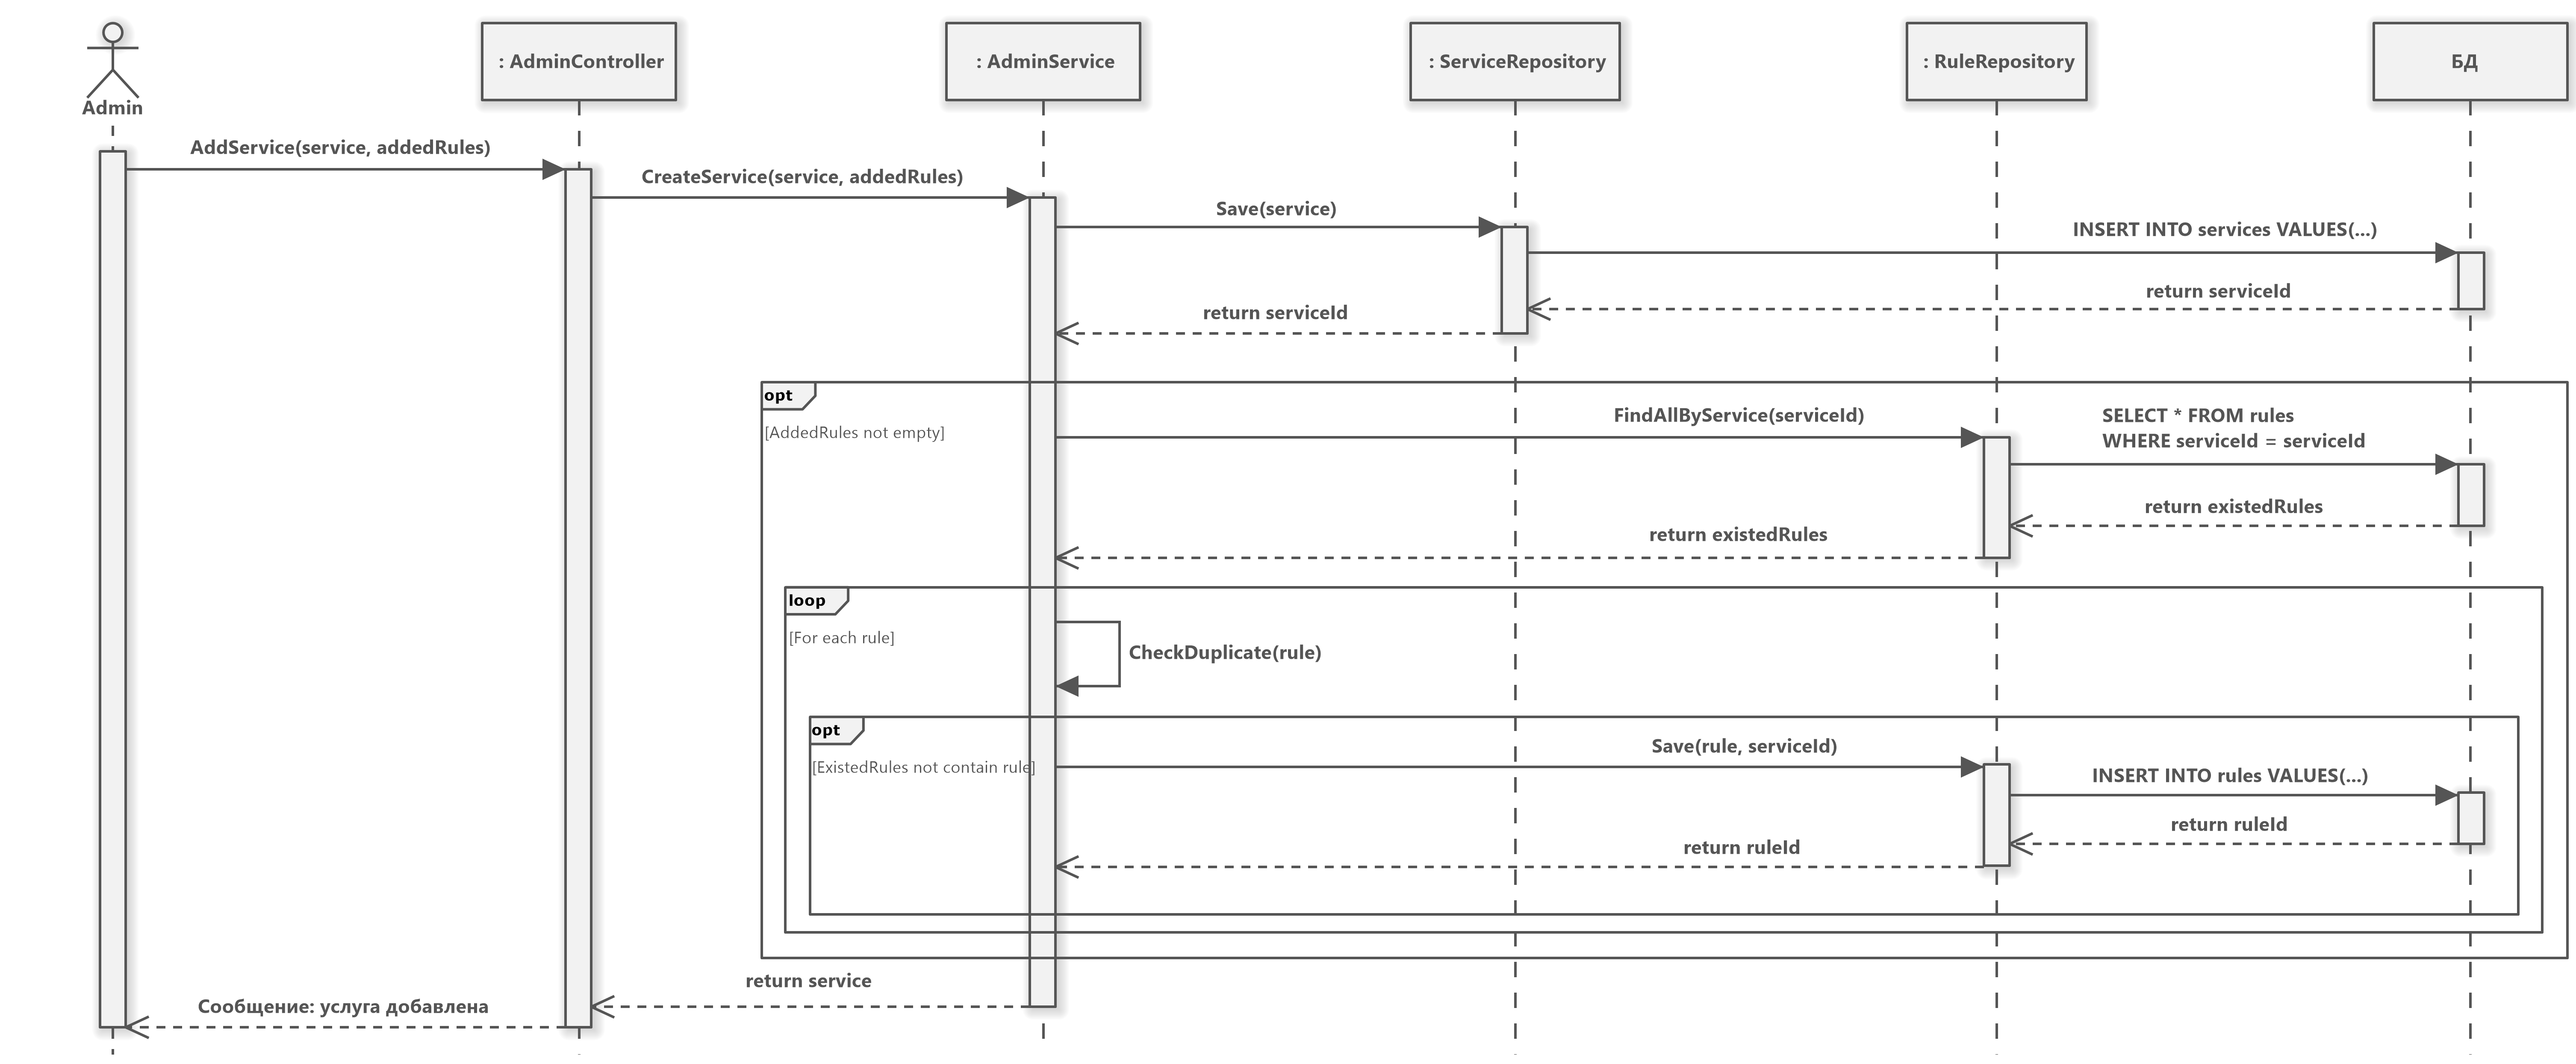 Admin
: AdminController
: AdminService
: ServiceRepository
: RuleRepository
БД
AddService(service, addedRules)
CreateService(service, addedRules)
Save(service)
INSERT INTO services VALUES(...)
return serviceId
return serviceId
opt
[AddedRules not empty]
FindAllByService(serviceId)
SELECT * FROM rules
WHERE serviceId = serviceId
return existedRules
return existedRules
loop
[For each rule]
CheckDuplicate(rule)
opt
[ExistedRules not contain rule]
Save(rule, serviceId)
INSERT INTO rules VALUES(...)
return ruleId
return ruleId
return service
Сообщение: услуга добавлена